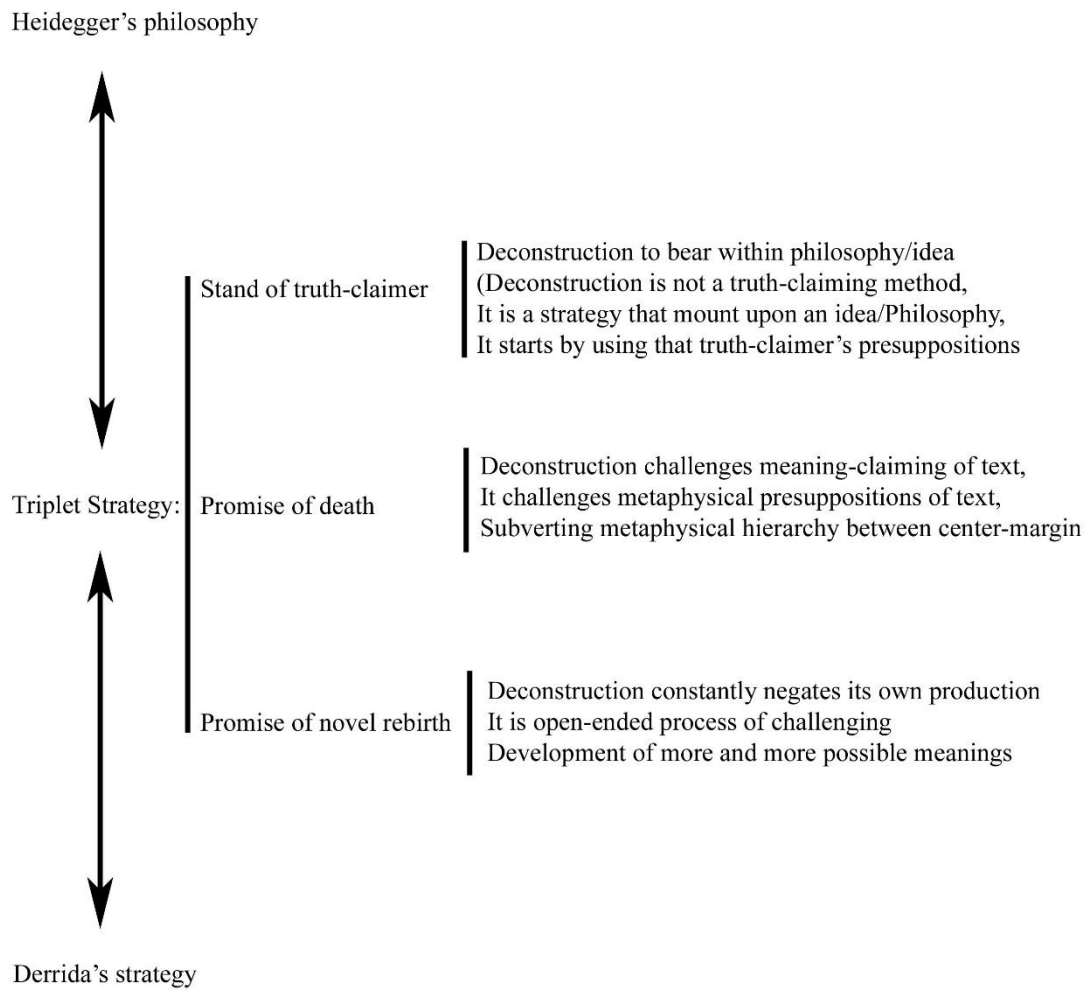 Heidegger’s philosophy
Stand of truth-claimer
Deconstruction to bear within philosophy/idea
(Deconstruction is not a truth-claiming method,
It is a strategy that mount upon an idea/Philosophy,
It starts by using that truth-claimer’s presuppositions
Triplet Strategy:
Promise of death
Deconstruction challenges meaning-claiming of text,
It challenges metaphysical presuppositions of text,
Subverting metaphysical hierarchy between center-margin
Promise of novel rebirth
Deconstruction constantly negates its own production
It is open-ended process of challenging
Development of more and more possible meanings
Derrida’s strategy